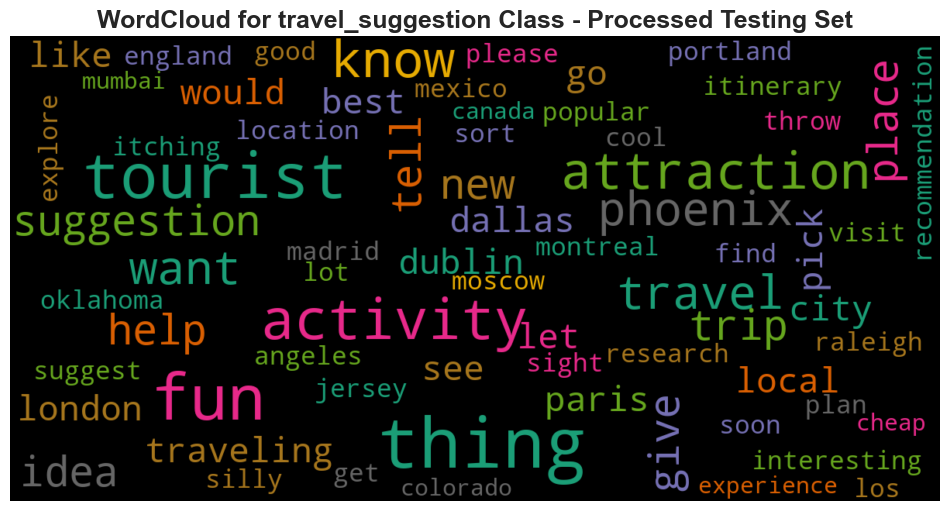 WordCloud for travel_suggestion Class - Processed Testing Set
like england good know please portland
mumbai would best mexico go itinerary place recommendation
explore location canada popular throw
itching sort cool
tourist tell new attraction
suggestion dallas phoenix pick visit
want madrid dublin montreal find
lot moscow travel city
oklahoma activity let trip
help angeles research raleigh
suggest see sight
fun jersey paris local plan
london thing give soon cheap
traveling interesting
idea silly get experience los
colorado